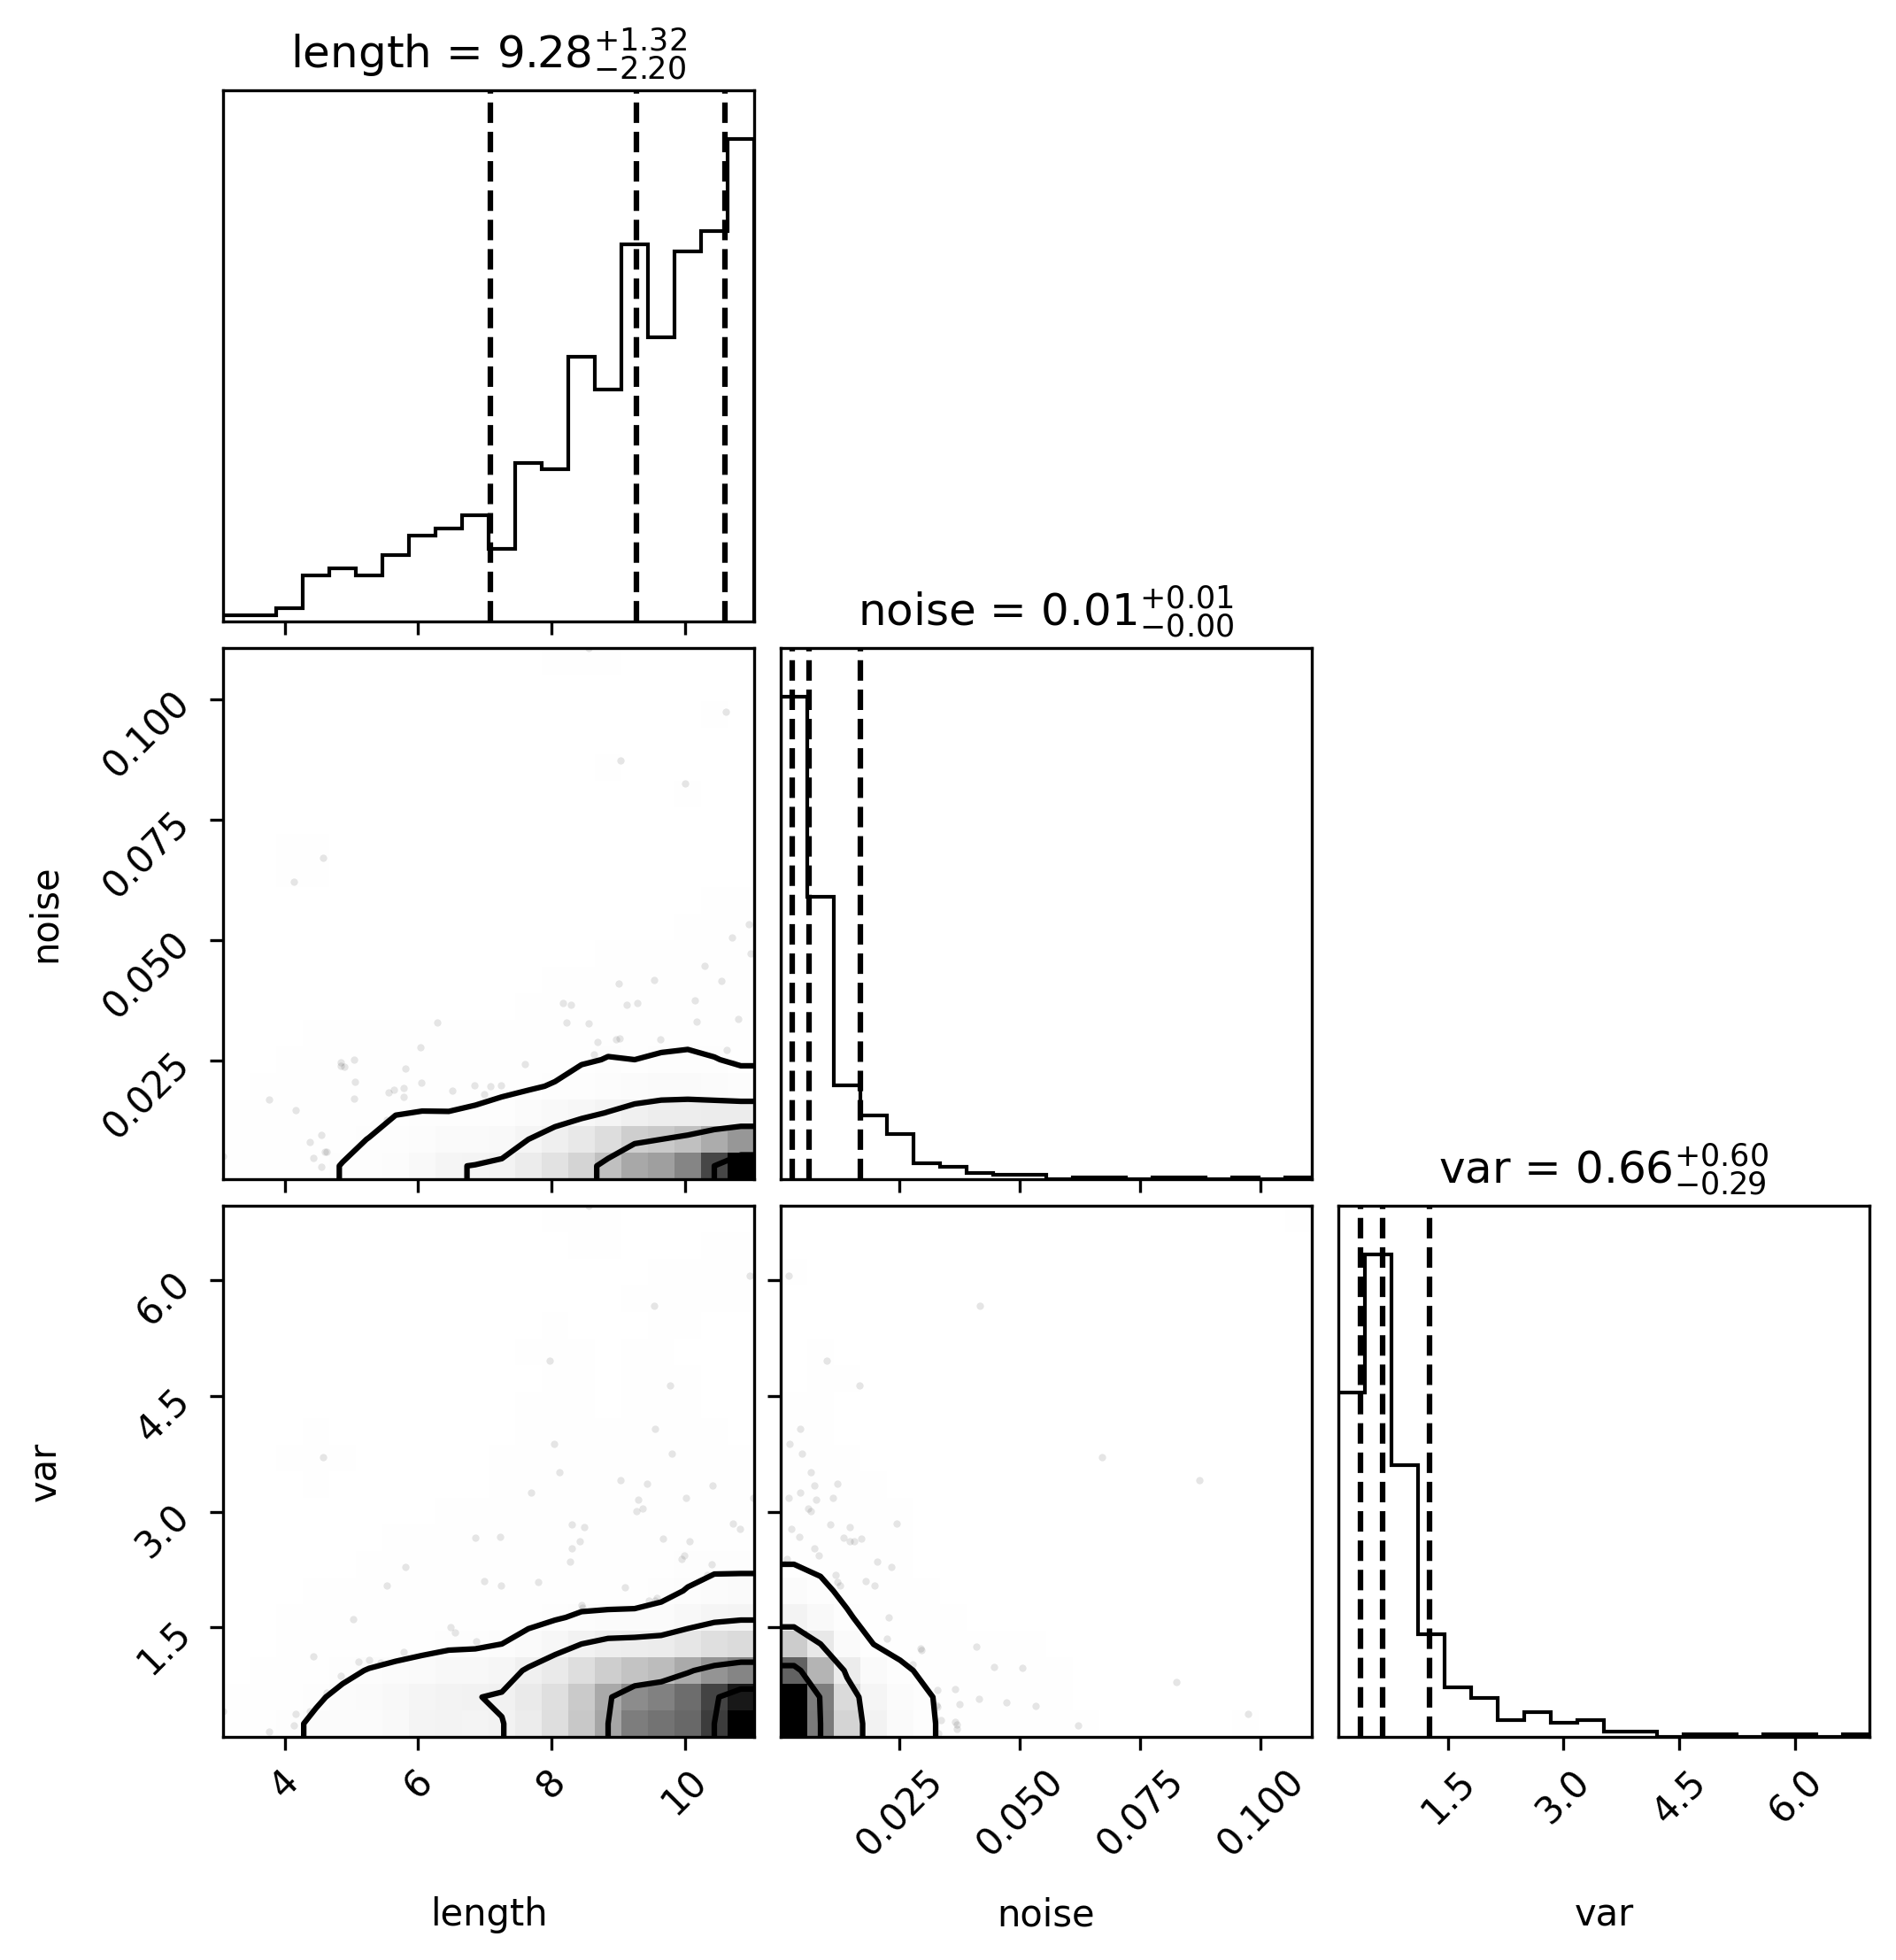 length = 9.28+1.32−2.20
noise = 0.01+0.01−0.00
0.100
0.075
0.050
0.025
noise
var = 0.66+0.60−0.29
6.0
4.5
3.0
1.5
var
4 6 8 10
0.025 0.050 0.075 0.100
1.5 3.0 4.5 6.0
length noise var